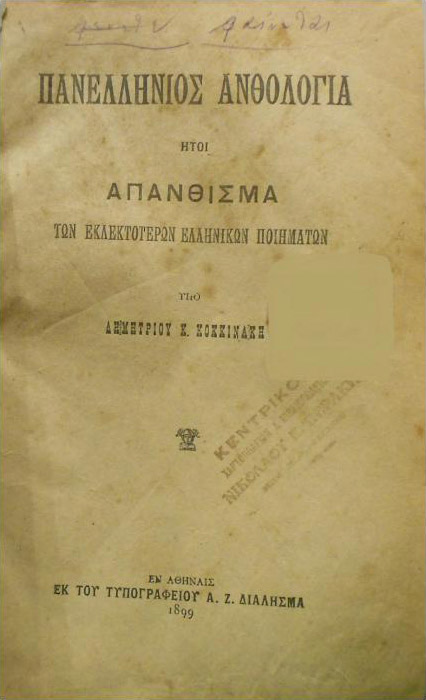 ΠΑΝΕΛΛΗΝΙΟΣ ΑΝΘΟΛΟΓΙΑ
ΗΤΟΙ
ΑΠΑΝΘΙΣΜΑ
ΤΩΝ ΕΚΛΕΚΤΟΤΕΡΩΝ ΕΛΛΗΝΙΚΩΝ ΠΟΙΗΜΑΤΩΝ
ΥΠΟ
ΔΗΜΗΤΡΙΟΥ Κ. ΚΟΚΚΙΝΑΚΗ
ΚΕΝΤΡΙΚΟ
ΝΙΚΟΛΑΟΥ
ΕΝ ΑΘΗΝΑΙΣ
ΕΚ ΤΟΥ ΤΥΠΟΓΡΑΦΕΙΟΥ Α. Ζ. ΔΙΑΛΗΣΜΑ
1899